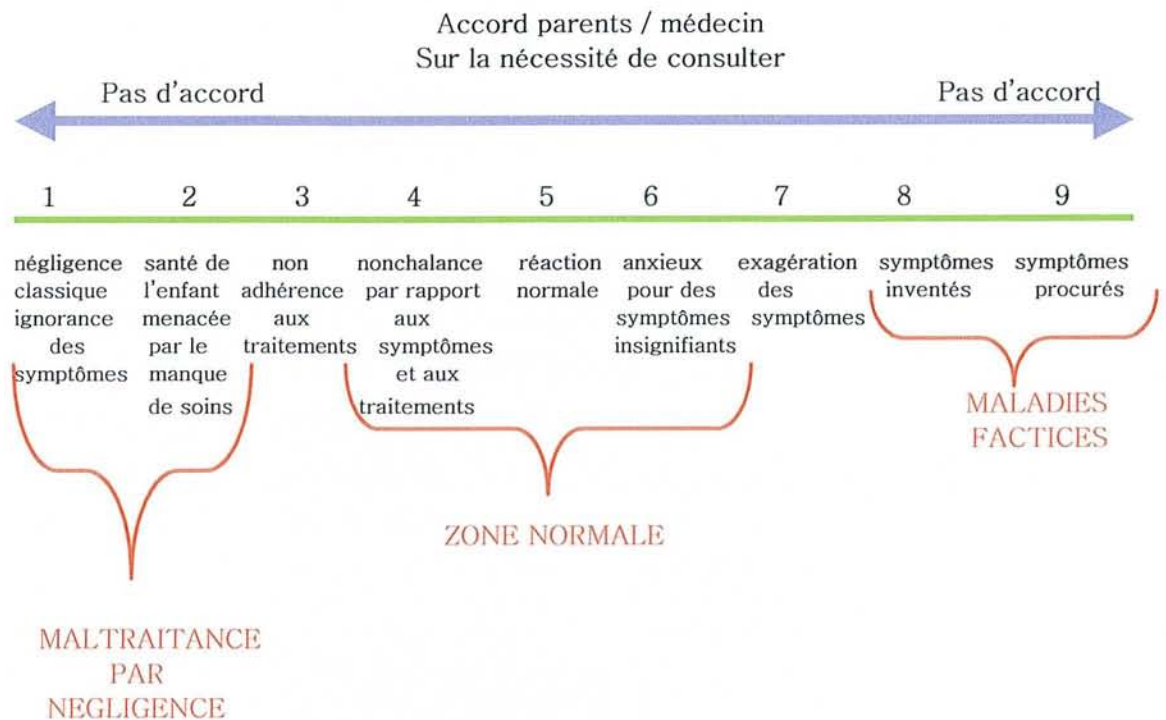 Accord parents / médecin
Sur la nécessité de consulter
Pas d'accord
Pas d'accord
1 2 3 4 5 6 7 8 9
négligence
classique
ignorance
des
symptômes
santé de
l'enfant
menacée
par le
manque
de soins
non
adhérence
aux
traitements
nonchalance
par rapport
aux
symptômes
et aux
traitements
réaction
normale
anxieux
pour des
symptômes
insignifiants
exagération
des
symptômes
symptômes
inventés
symptômes
procurés
MALADIES
FACTICES
ZONE NORMALE
MALTRAITANCE
PAR
NEGLIGENCE